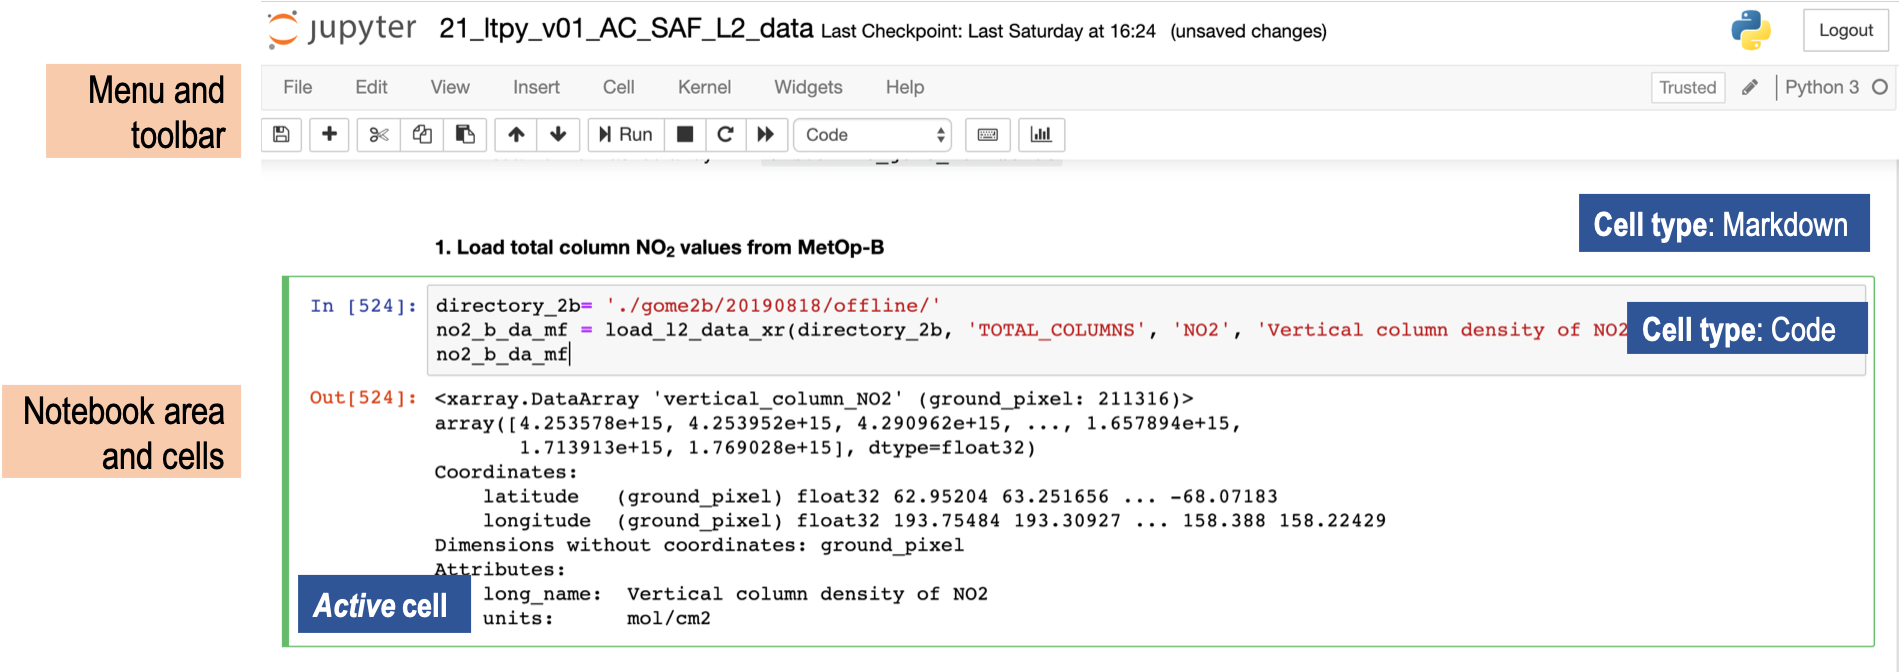 jupyter 21_ltpy_v01_AC_SAF_L2_data Last Checkpoint: Last Saturday at 16:24 (unsaved changes) Logout
Menu and
toolbar
File Edit View Insert Cell Kernel Widgets Help Trusted Python 3
Run Code
Cell type: Markdown
1. Load total column NO2 values from MetOp-B
In [524]: directory_2b= './gome2b/20190818/offline/'
no2_b_da_mf = load_l2_data_xr(directory_2b, 'TOTAL_COLUMNS', 'NO2', 'Vertical column density of NO2
Cell type: Code
no2_b_da_mf
Notebook area
and cells
Out[524]: <xarray.DataArray 'vertical_column_NO2' (ground_pixel: 211316)>
array([4.253578e+15, 4.253952e+15, 4.290962e+15, ..., 1.657894e+15,
1.713913e+15, 1.769028e+15], dtype=float32)
Coordinates:
latitude (ground_pixel) float32 62.95204 63.251656 ... -68.07183
longitude (ground_pixel) float32 193.75484 193.30927 ... 158.388 158.22429
Dimensions without coordinates: ground_pixel
Attributes:
long_name: Vertical column density of NO2
units: mol/cm2
Active cell